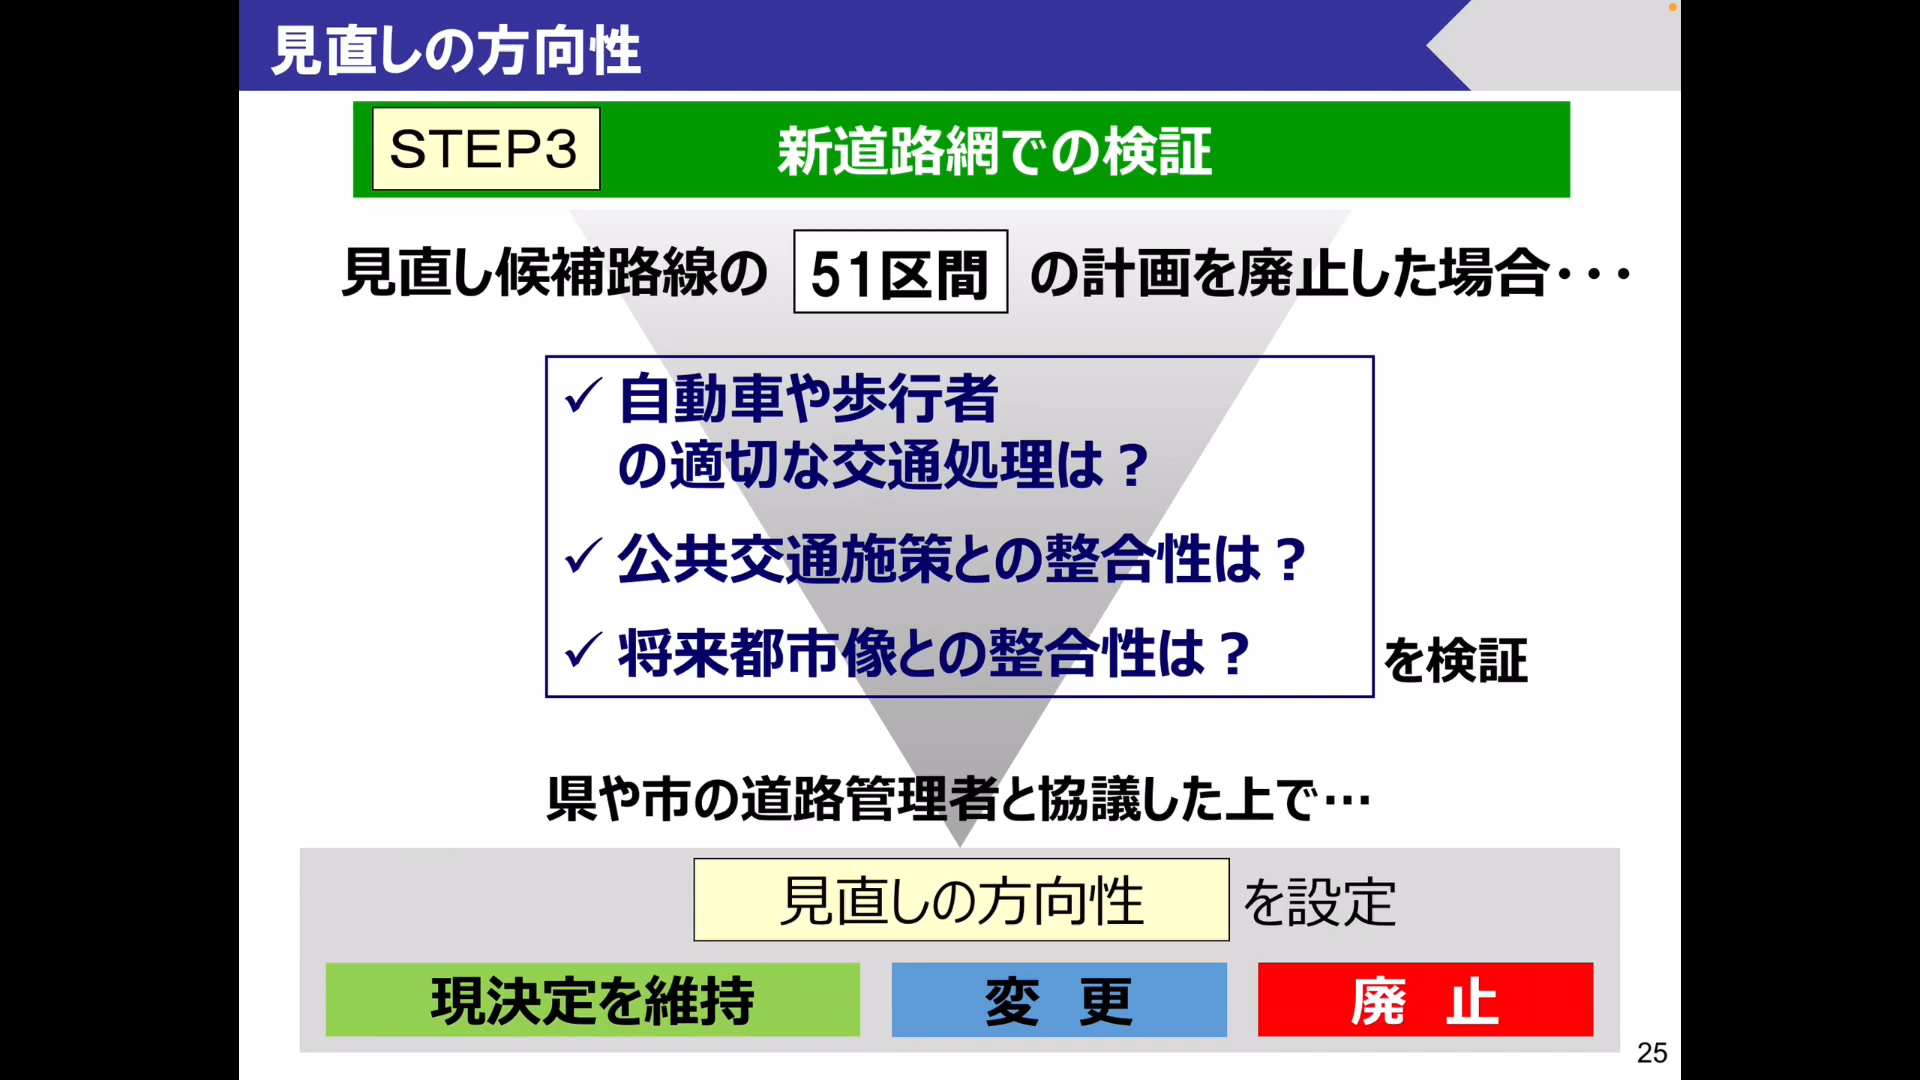 見直しの方向性
STEP3
新道路網での検証
見直し候補路線の 51区間 の計画を廃止した場合・・・
✓ 自動車や歩行者
の適切な交通処理は？
✓ 公共交通施策との整合性は？
✓ 将来都市像との整合性は？
を検証
県や市の道路管理者と協議した上で…
見直しの方向性 を設定
現決定を維持
変　更
廃　止
25